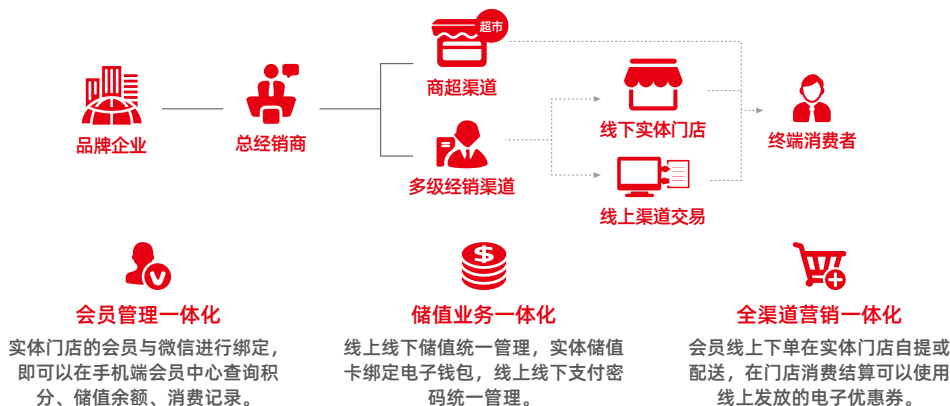 超市
商超渠道
品牌企业
总经销商
线下实体门店
终端消费者
多级经销渠道
线上渠道交易
会员管理一体化
实体门店的会员与微信进行绑定，
即可以在手机端会员中心查询积
分、储值余额、消费记录。
储值业务一体化
线上线下储值统一管理，实体储值
卡绑定电子钱包，线上线下支付密
码统一管理。
全渠道营销一体化
会员线上下单在实体门店自提或
配送，在门店消费结算可以使用
线上发放的电子优惠券。